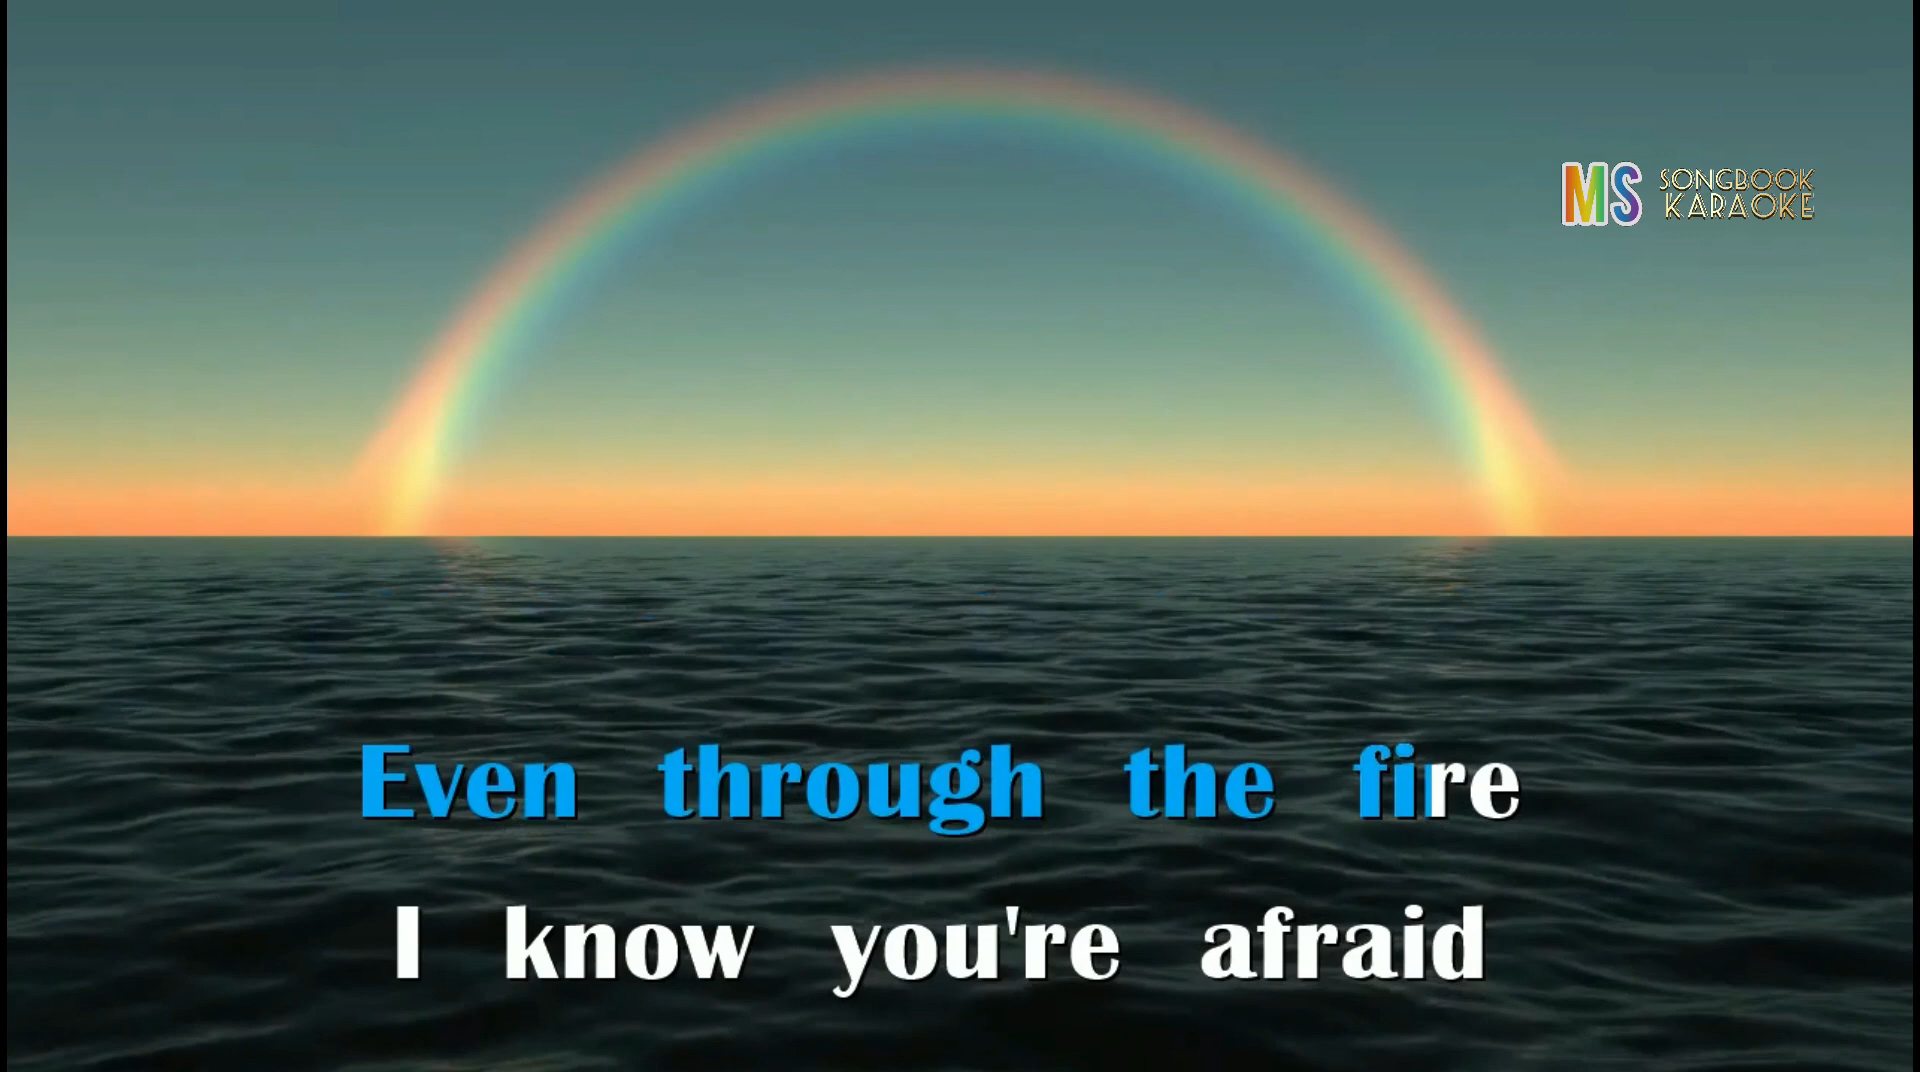 MS SONGBOOK
KARAOKE
Even through the fire
I know you're afraid